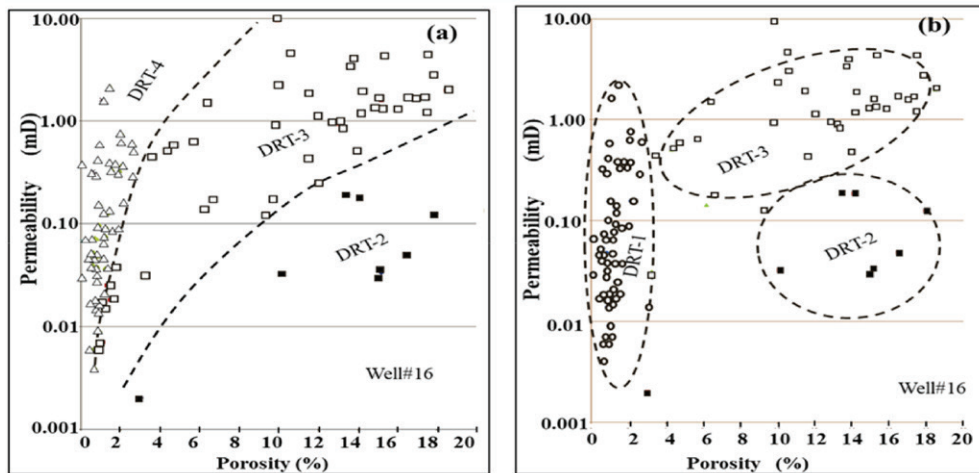 10.00
(a)
DRT-4
1.00
DRT-3
Permeability (mD)
0.10
DRT-2
0.01
Well#16
0.001
0 2 4 6 8 10 12 14 16 18 20
Porosity (%)
10.00
(b)
1.00
DRT-3
Permeability (mD)
0.10
DRT-1
DRT-2
0.01
Well#16
0.001
0 2 4 6 8 10 12 14 16 18 20
Porosity (%)